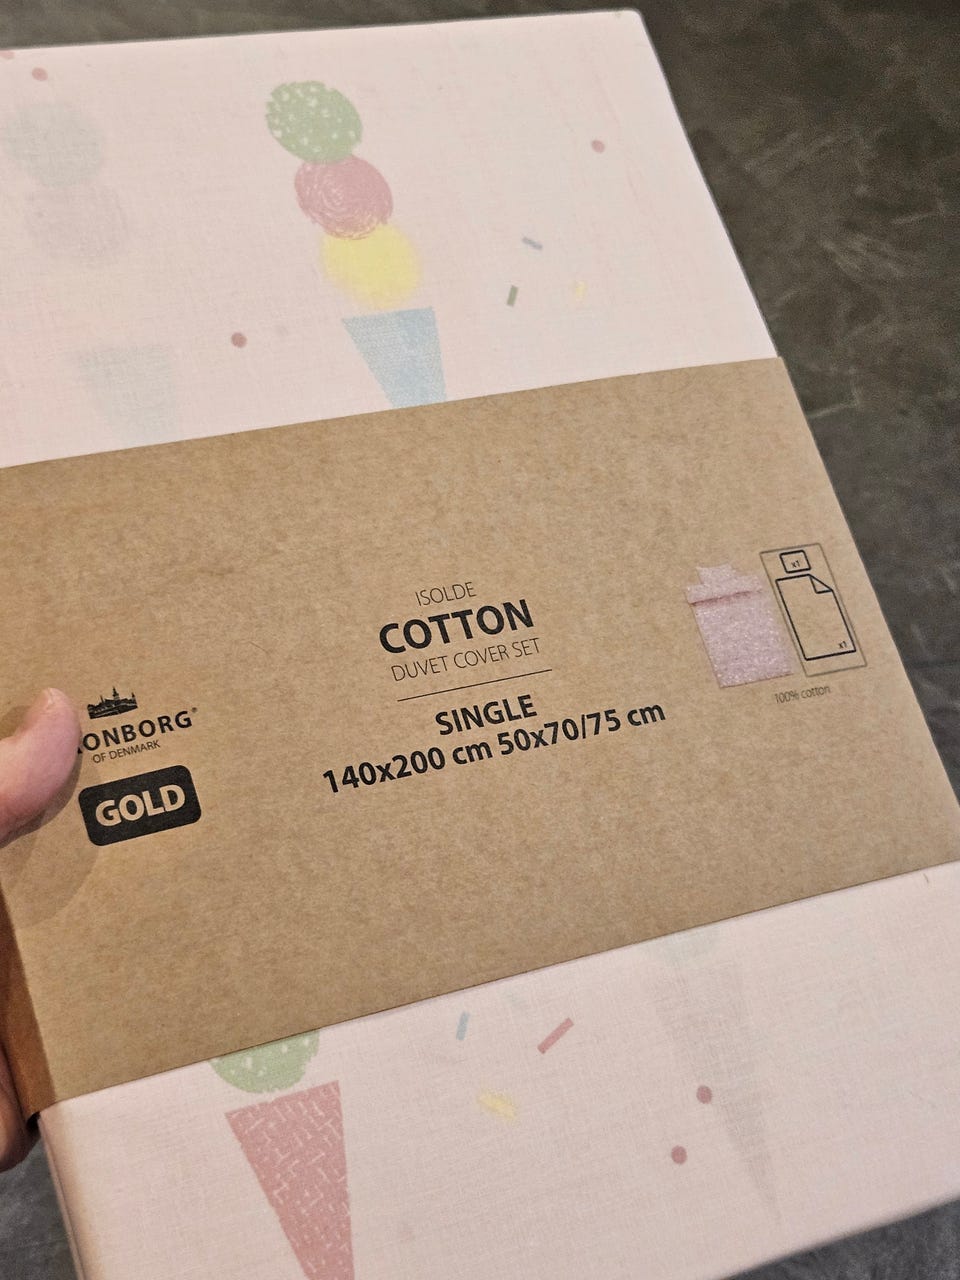 ISOLDE
COTTON
DUVET COVER SET
SINGLE
140x200 cm 50x70/75 cm
x1
x1
100% cotton
ONBORG®
OF DENMARK
GOLD